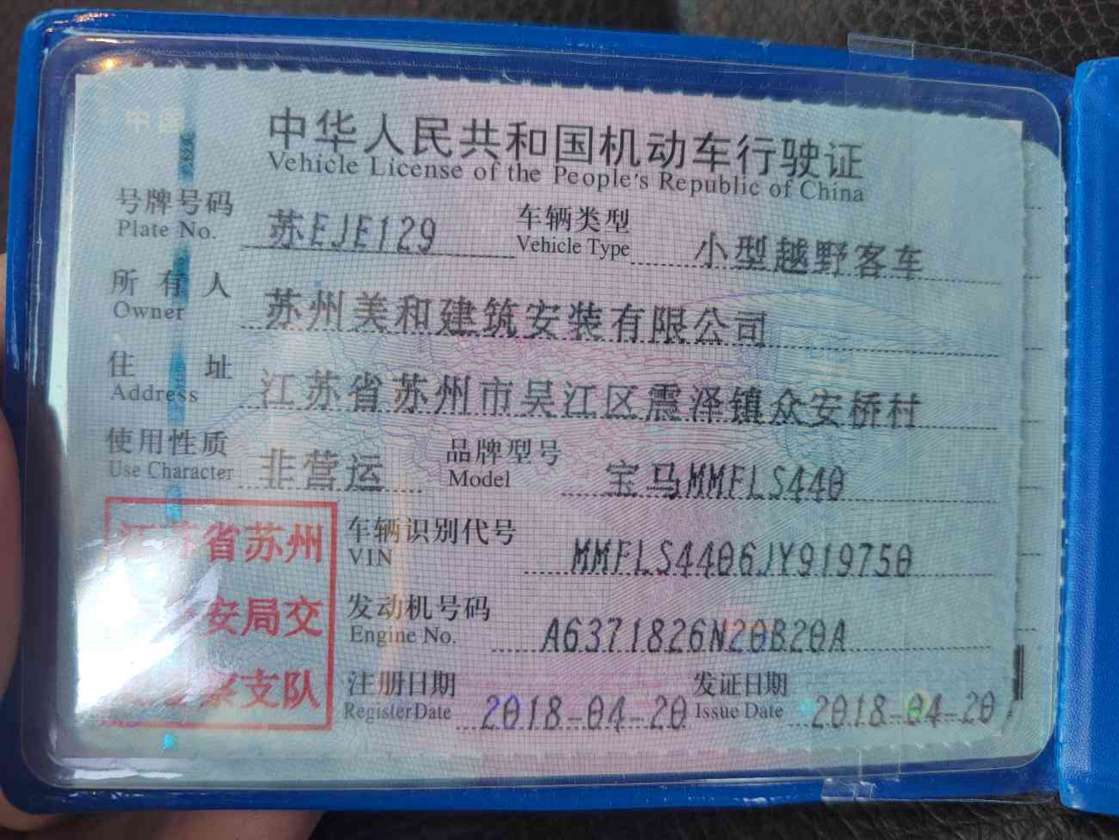 中国
中华人民共和国机动车行驶证
Vehicle License of the People's Republic of China
号牌号码 苏EJE129 车辆类型 小型越野客车
Plate No. Vehicle Type
所有人 苏州美和建筑安装有限公司
Owner
住址 江苏省苏州市吴江区震泽镇众安桥村
Address
使用性质 非营运 品牌型号 宝马MMFLS440
Use Character Model
江苏省苏州
安局交
察支队
车辆识别代号 MMFLS4406JY919750
VIN
发动机号码 A6371826N20B20A
Engine No.
注册日期 2018-04-20 发证日期 2018-04-20
Register Date Issue Date